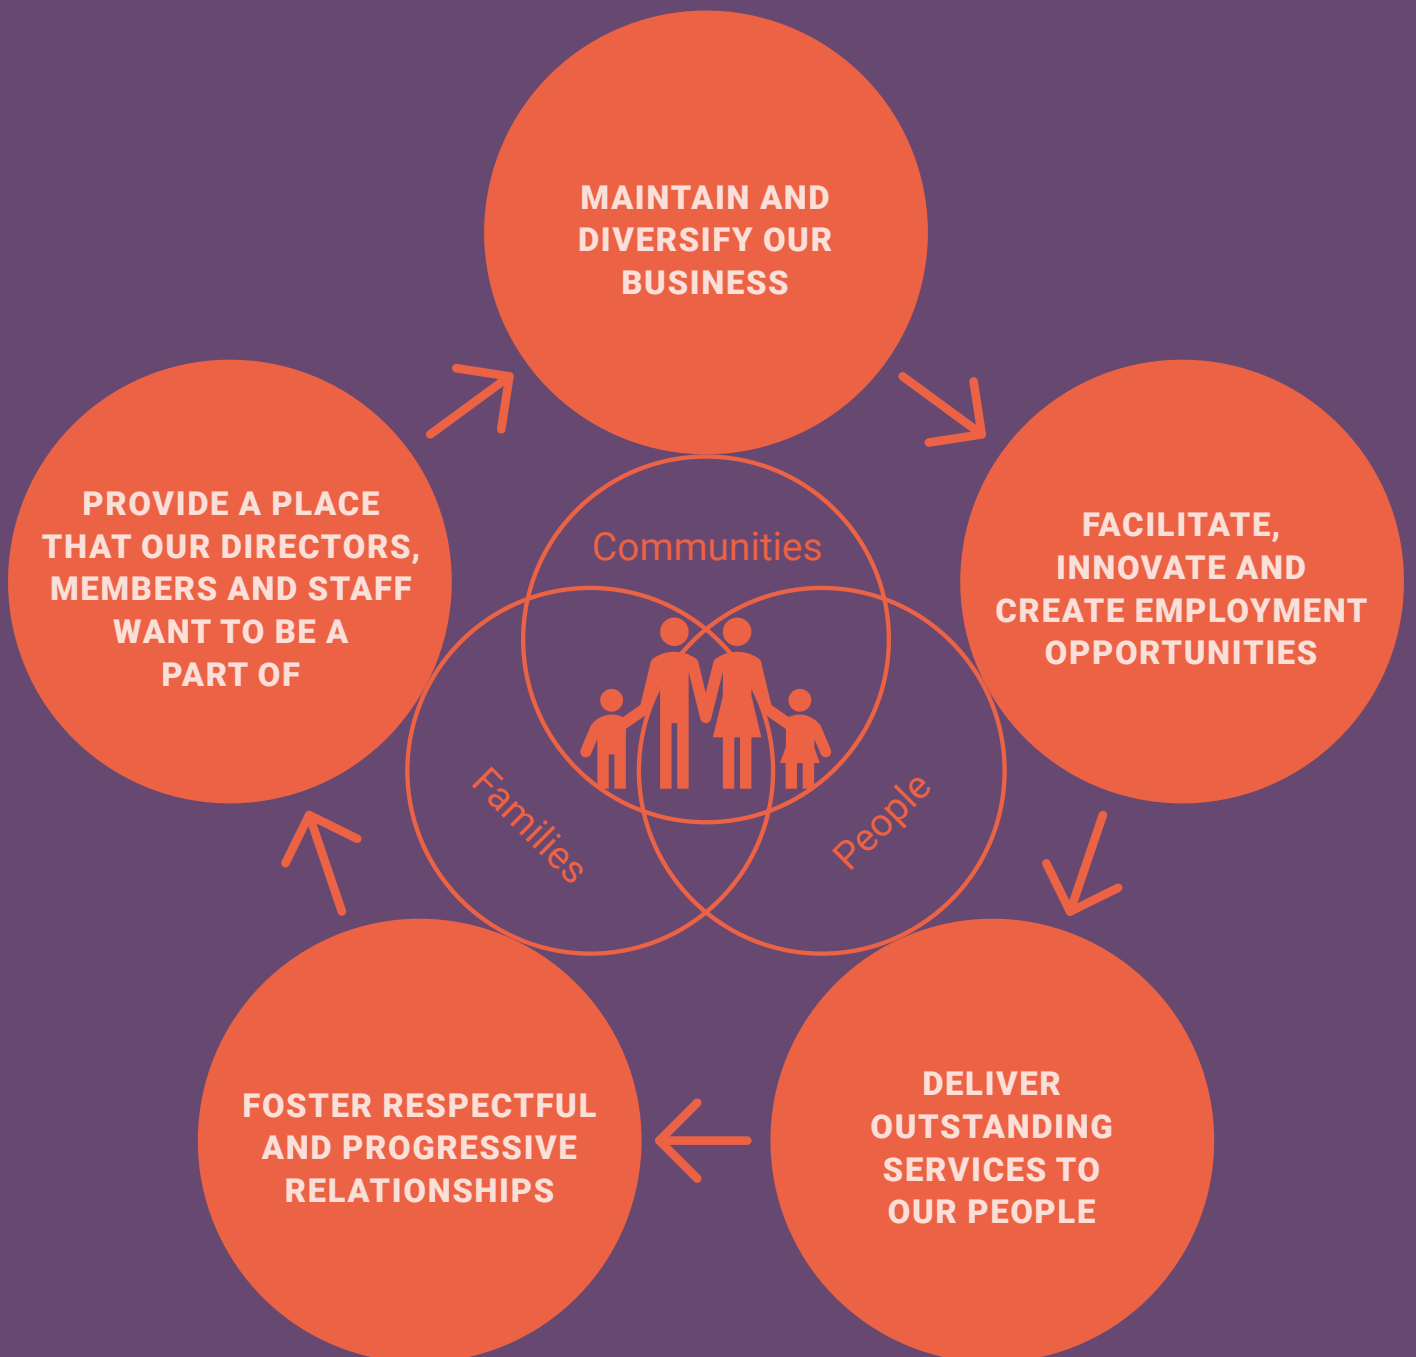 MAINTAIN AND
DIVERSIFY OUR
BUSINESS
FACILITATE,
INNOVATE AND
CREATE EMPLOYMENT
OPPORTUNITIES
DELIVER
OUTSTANDING
SERVICES TO
OUR PEOPLE
FOSTER RESPECTFUL
AND PROGRESSIVE
RELATIONSHIPS
PROVIDE A PLACE
THAT OUR DIRECTORS,
MEMBERS AND STAFF
WANT TO BE A
PART OF
Communities
Families
People